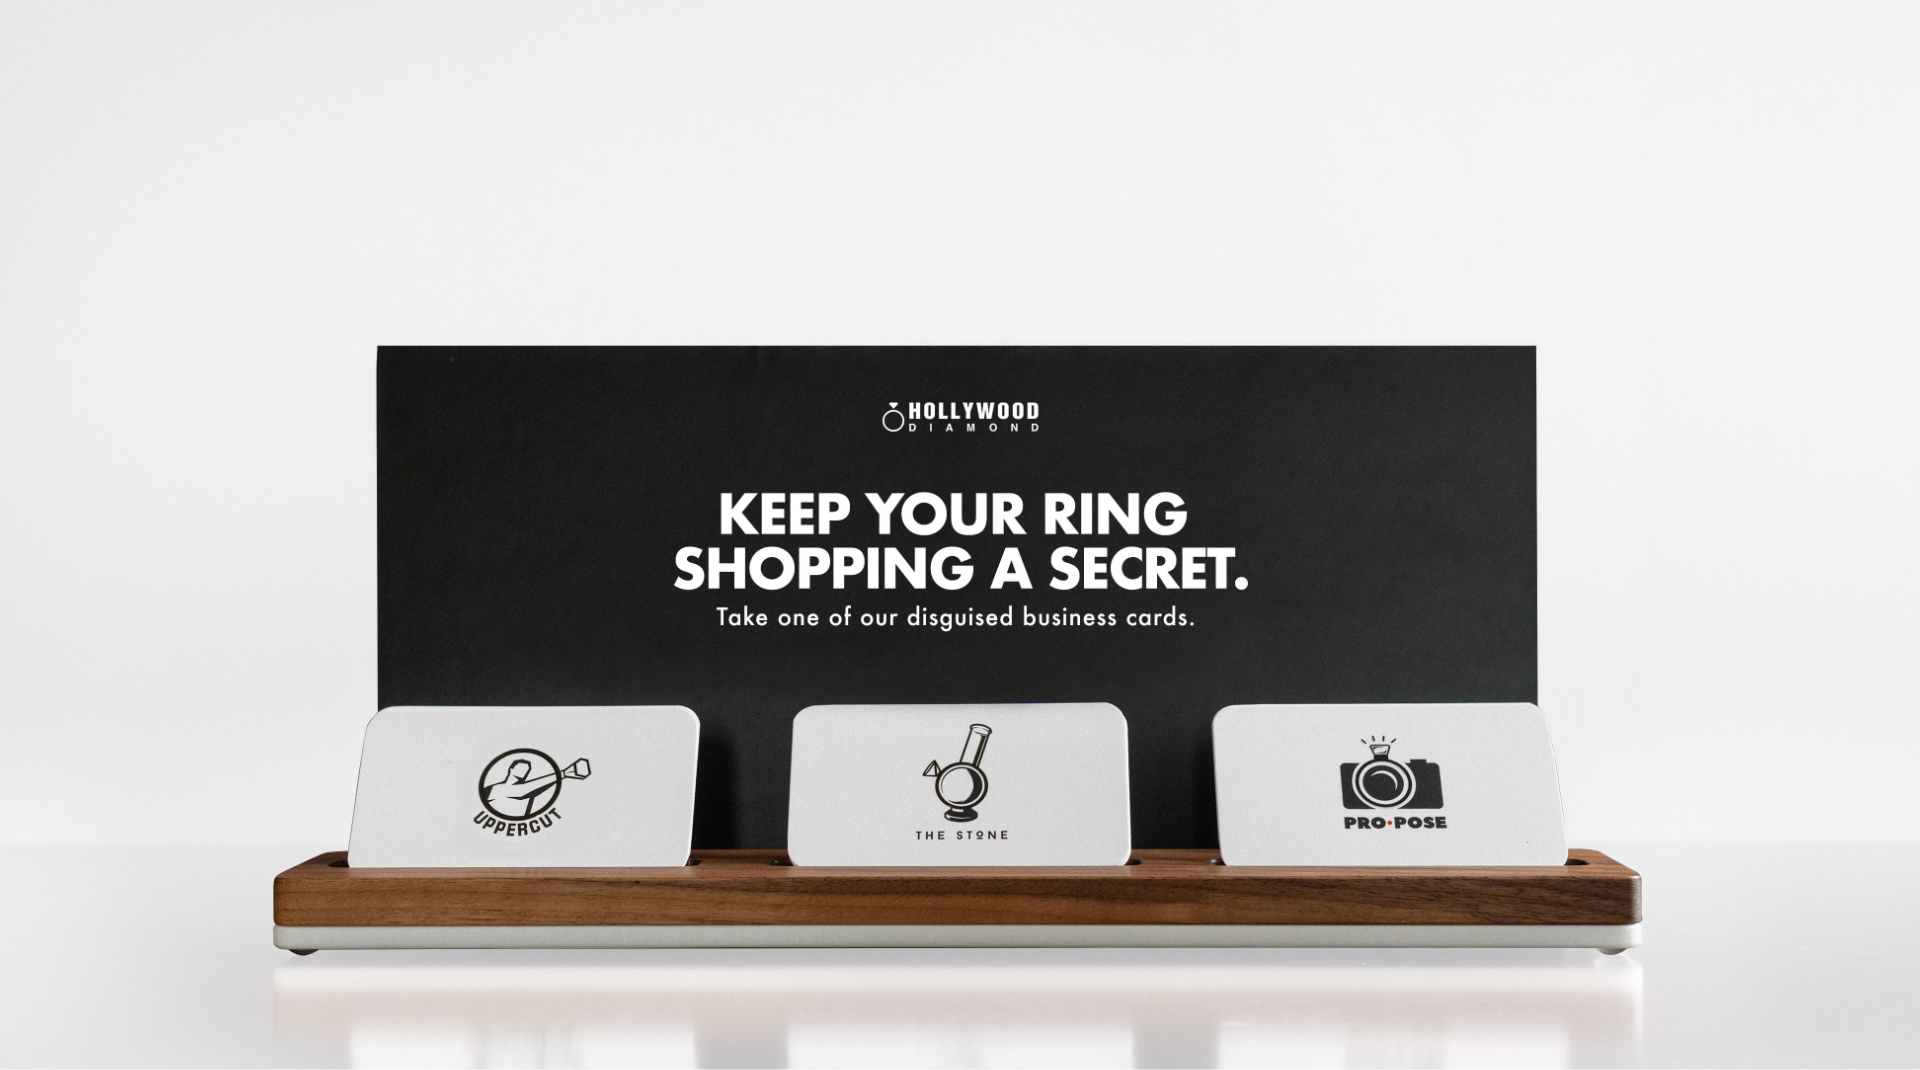 HOLLYWOOD
DIAMOND
KEEP YOUR RING
SHOPPING A SECRET.
Take one of our disguised business cards.
UPPERCUT
THE STONE
PRO•POSE